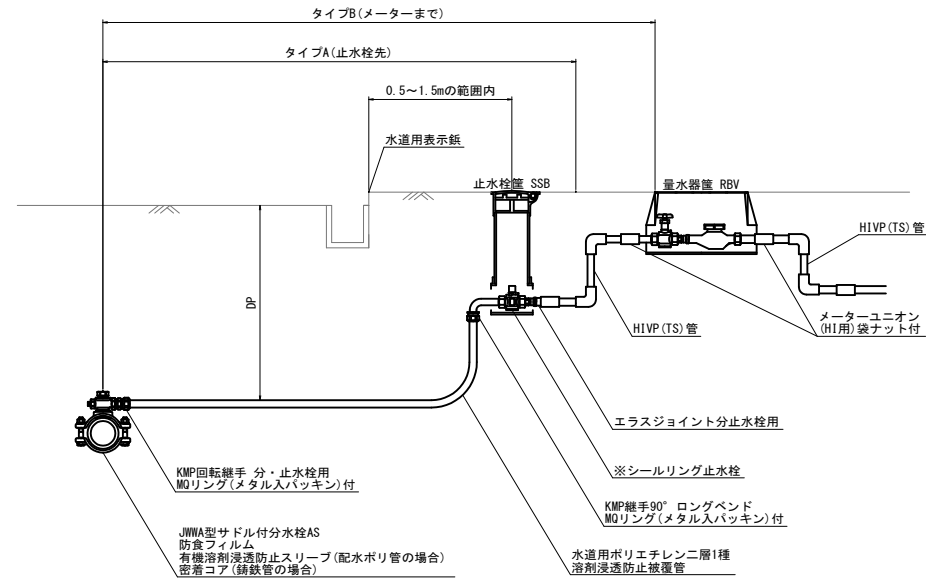 タイプB(メーターまで)
タイプA(止水栓先)
0.5～1.5mの範囲内
水道用表示鋲
止水栓筐 SSB
量水器筐 RBV
HIVP(TS)管
DP
HIVP(TS)管
メーターユニオン
(HI用)袋ナット付
エラスジョイント分止水栓用
※シールリング止水栓
KMP回転継手 分・止水栓用
MQリング(メタル入パッキン)付
KMP継手90° ロングベンド
MQリング(メタル入パッキン)付
JWWA型サドル付分水栓AS
防食フィルム
有機溶剤浸透防止スリーブ(配水ポリ管の場合)
密着コア(鋳鉄管の場合)
水道用ポリエチレン二層1種
溶剤浸透防止被覆管